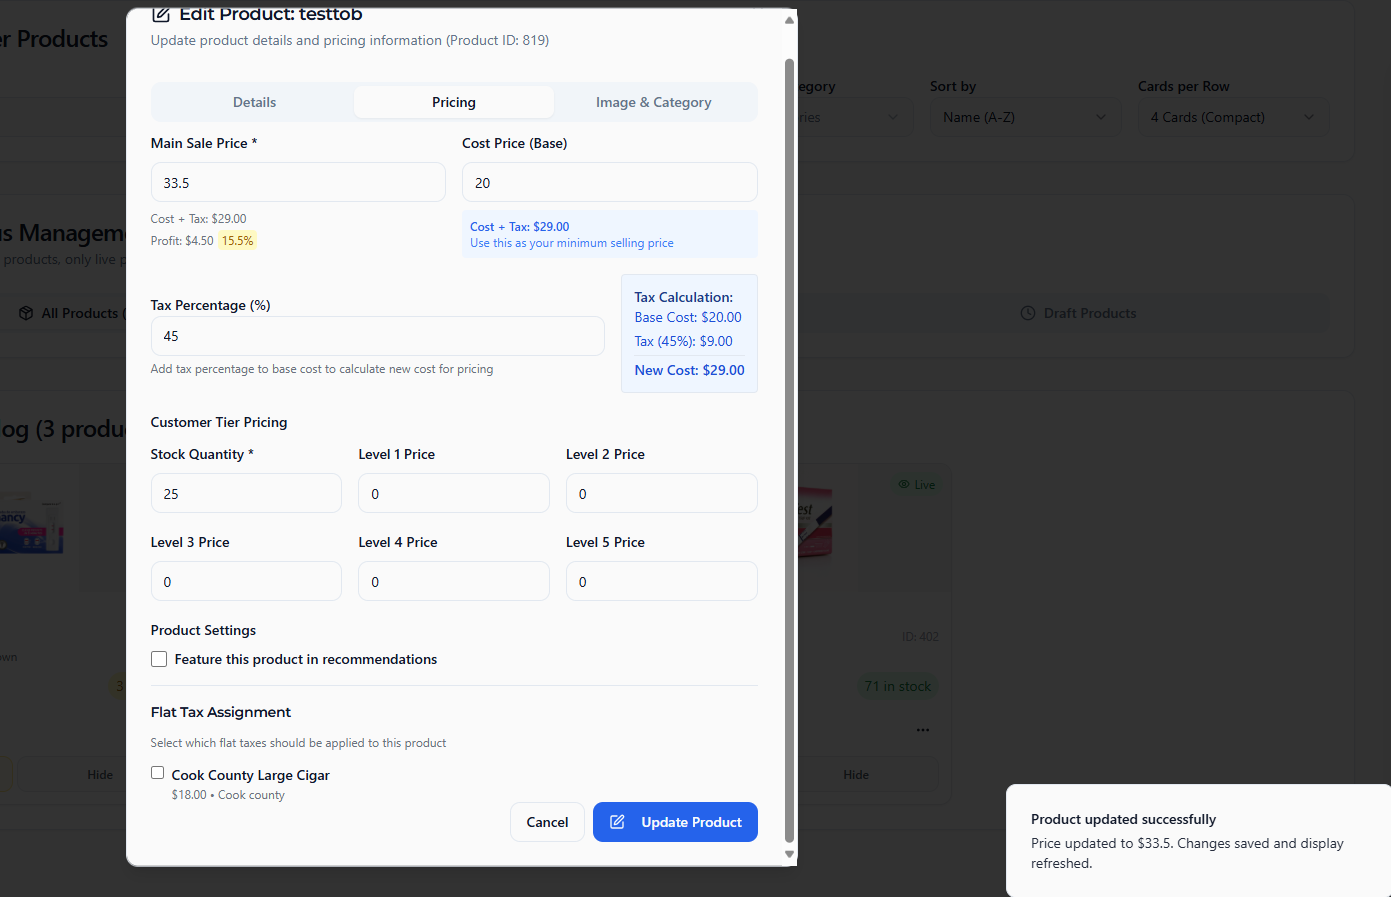 Edit Product: testtob
Update product details and pricing information (Product ID: 819)
Details
Pricing
Image & Category
Main Sale Price *
33.5
Cost + Tax: $29.00
Profit: $4.50 15.5%
Cost Price (Base)
20
Cost + Tax: $29.00
Use this as your minimum selling price
Tax Percentage (%)
45
Add tax percentage to base cost to calculate new cost for pricing
Tax Calculation:
Base Cost: $20.00
Tax (45%): $9.00
New Cost: $29.00
Customer Tier Pricing
Stock Quantity *
25
Level 1 Price
0
Level 2 Price
0
Level 3 Price
0
Level 4 Price
0
Level 5 Price
0
Product Settings
Feature this product in recommendations
Flat Tax Assignment
Select which flat taxes should be applied to this product
Cook County Large Cigar
$18.00 • Cook county
Cancel
Update Product
er Products
egory
ries
Sort by
Name (A-Z)
Cards per Row
4 Cards (Compact)
us Managem
products, only live p
All Products (
Draft Products
log (3 produ
ancy
est
Live
ID: 402
own
3
71 in stock
...
Hide
Hide
Product updated successfully
Price updated to $33.5. Changes saved and display
refreshed.